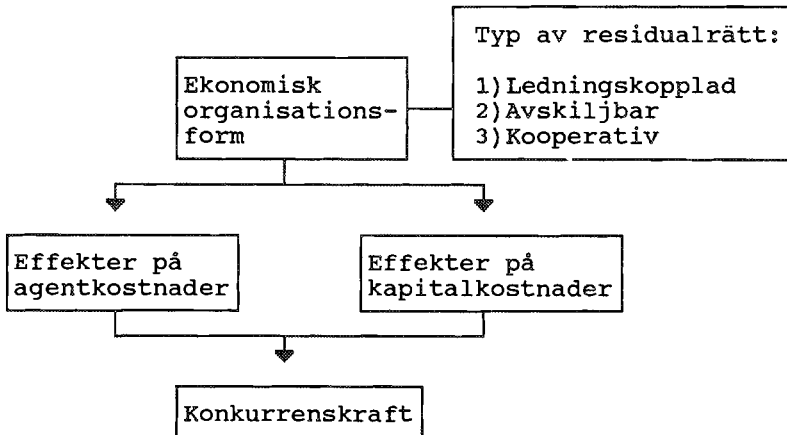 Typ av residualrätt:
1)Ledningskopplad
2)Avskiljbar
3)Kooperativ
Ekonomisk
organisations-
form
Effekter på
agentkostnader
Effekter på
kapitalkostnader
Konkurrenskraft